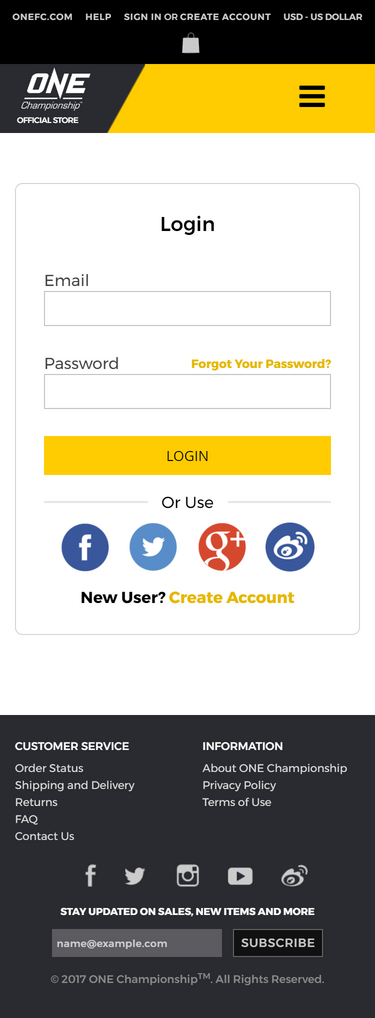 ONEFC.COM HELP SIGN IN OR CREATE ACCOUNT USD - US DOLLAR
ONE
Championship
OFFICIAL STORE
Login
Email
Password Forgot Your Password?
LOGIN
Or Use
New User? Create Account
CUSTOMER SERVICE
Order Status
Shipping and Delivery
Returns
FAQ
Contact Us
INFORMATION
About ONE Championship
Privacy Policy
Terms of Use
STAY UPDATED ON SALES, NEW ITEMS AND MORE
name@example.com SUBSCRIBE
© 2017 ONE Championship™. All Rights Reserved.